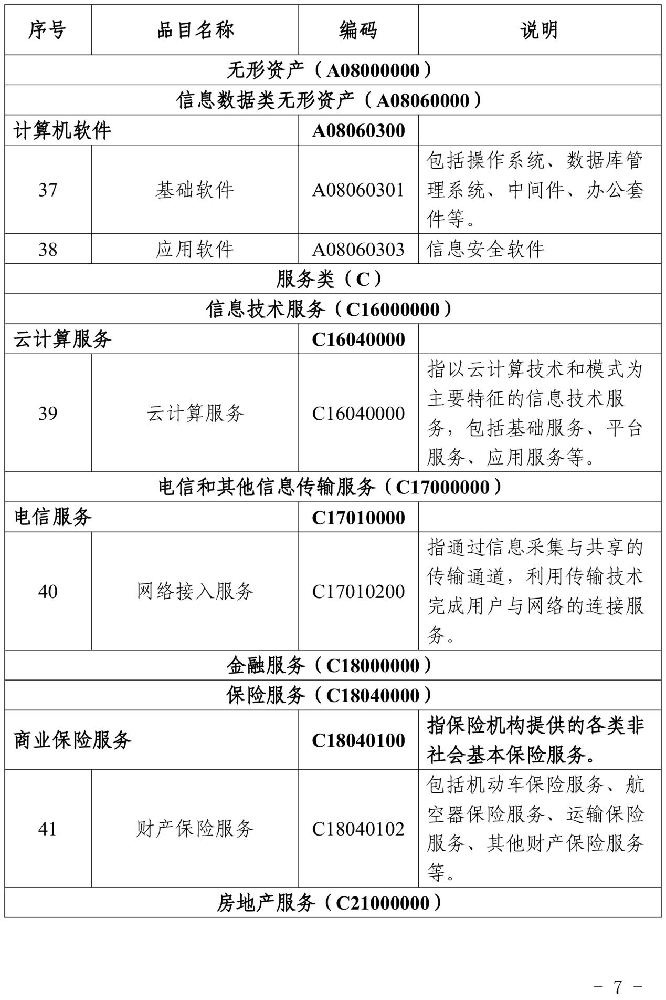 序号 品目名称 编码 说明
无形资产（A08000000）
信息数据类无形资产（A08060000）
计算机软件 A08060300
37 基础软件 A08060301
包括操作系统、数据库管
理系统、中间件、办公套
件等。
38 应用软件 A08060303 信息安全软件
服务类（C）
信息技术服务（C16000000）
云计算服务 C16040000
39 云计算服务 C16040000
指以云计算技术和模式为
主要特征的信息技术服
务，包括基础服务、平台
服务、应用服务等。
电信和其他信息传输服务（C17000000）
电信服务 C17010000
40 网络接入服务 C17010200
指通过信息采集与共享的
传输通道，利用传输技术
完成用户与网络的连接服
务。
金融服务（C18000000）
保险服务（C18040000）
商业保险服务 C18040100
指保险机构提供的各类非
社会基本保险服务。
41 财产保险服务 C18040102
包括机动车保险服务、航
空器保险服务、运输保险
服务、其他财产保险服务
等。
房地产服务（C21000000）
- 7 -